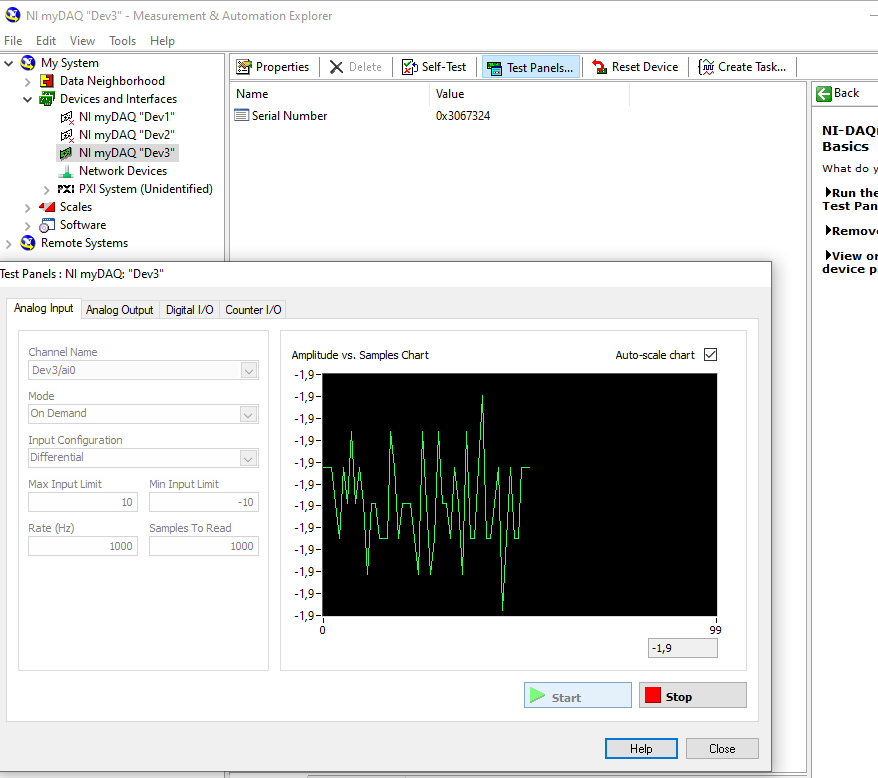 NI myDAQ "Dev3" - Measurement & Automation Explorer
File Edit View Tools Help
My System
Data Neighborhood
Devices and Interfaces
NI myDAQ "Dev1"
NI myDAQ "Dev2"
NI myDAQ "Dev3"
Network Devices
PXI PXI System (Unidentified)
Scales
Software
Remote Systems
Properties Delete Self-Test Test Panels... Reset Device Create Task...
Name Value
Serial Number 0x3067324
Back
Basics
What do
Run the
Test
View
device
Test Panels : NI myDAQ: "Dev3"
Analog Input Analog Output Digital I/O Counter I/O
Channel Name
Dev3/ai0
Mode
On Demand
Input Configuration
Differential
Max Input Limit Min Input Limit
10 -10
Rate (Hz) Samples To Read
1000 1000
Amplitude vs. Samples Chart Auto-scale chart
-1,9
-1,9
-1,9
-1,9
-1,9
-1,9
-1,9
-1,9
-1,9
-1,9
-1,9
-1,9
0 99
-1,9
Start Stop
Help Close